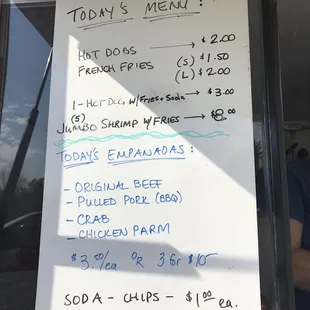 TODAY'S MENU:
HOT DOGS → $2.00
FRENCH FRIES (S) $1.50
(L) $2.00
1-HOT DOG W/FRIES+SODA → $3.00
(5)
JUMBO SHRIMP W/FRIES → $8.00
TODAY'S EMPANADAS:
- ORIGINAL BEEF
- PULLED PORK (BBQ)
- CRAB
- CHICKEN PARM
$3.50/ea OR 3 for $10-
SODA - CHIPS - $1.00 ea.